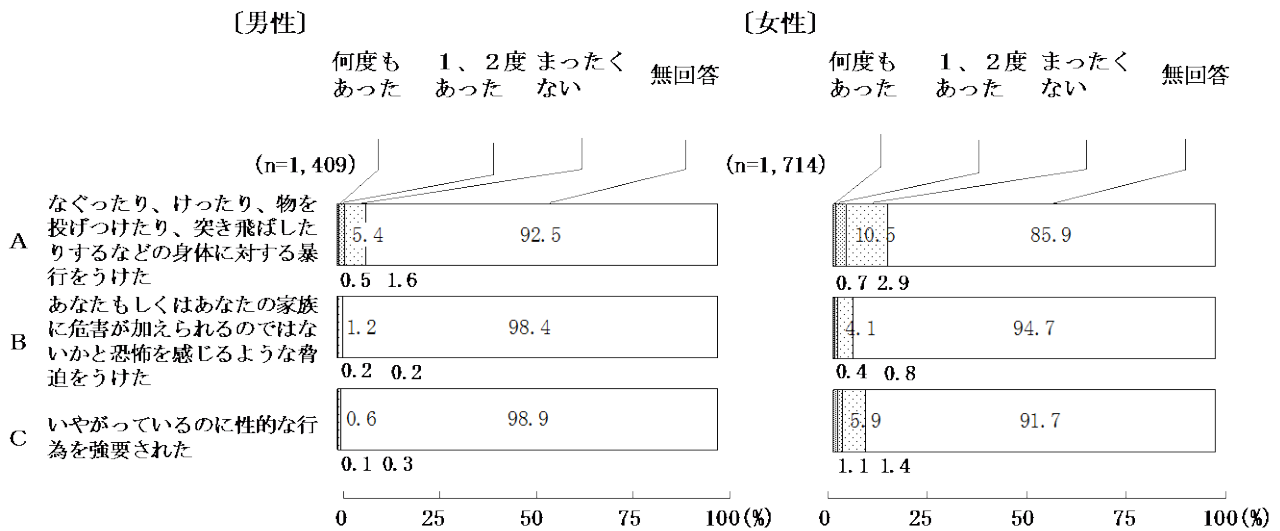 〔男性〕
〔女性〕
何度も
あった
1、2度
あった
まったく
ない
無回答
何度も
あった
1、2度
あった
まったく
ない
無回答
(n=1,409)
(n=1,714)
A
なぐったり、けったり、物を
投げつけたり、突き飛ばした
りするなどの身体に対する暴
行をうけた
5.4
92.5
0.5
1.6
10.5
85.9
0.7
2.9
B
あなたもしくはあなたの家族
に危害が加えられるのではな
いかと恐怖を感じるような脅
迫をうけた
1.2
98.4
0.2
0.2
4.1
94.7
0.4
0.8
C
いやがっているのに性的な行
為を強要された
0.6
98.9
0.1
0.3
5.9
91.7
1.1
1.4
0
25
50
75
100(%)
0
25
50
75
100(%)